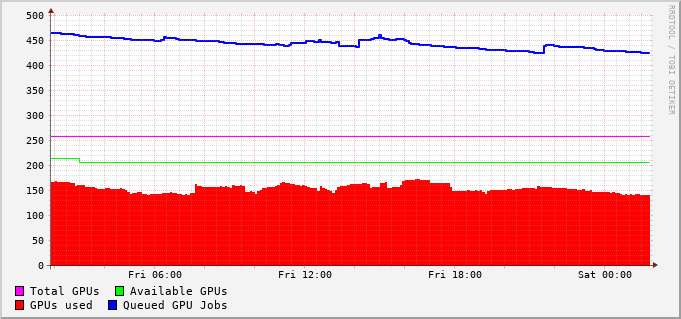 500
450
400
350
300
250
200
150
100
50
0
Fri 06:00 Fri 12:00 Fri 18:00 Sat 00:00
Total GPUs Available GPUs
GPUs used Queued GPU Jobs
RRDTOOL / TOBI OETIKER